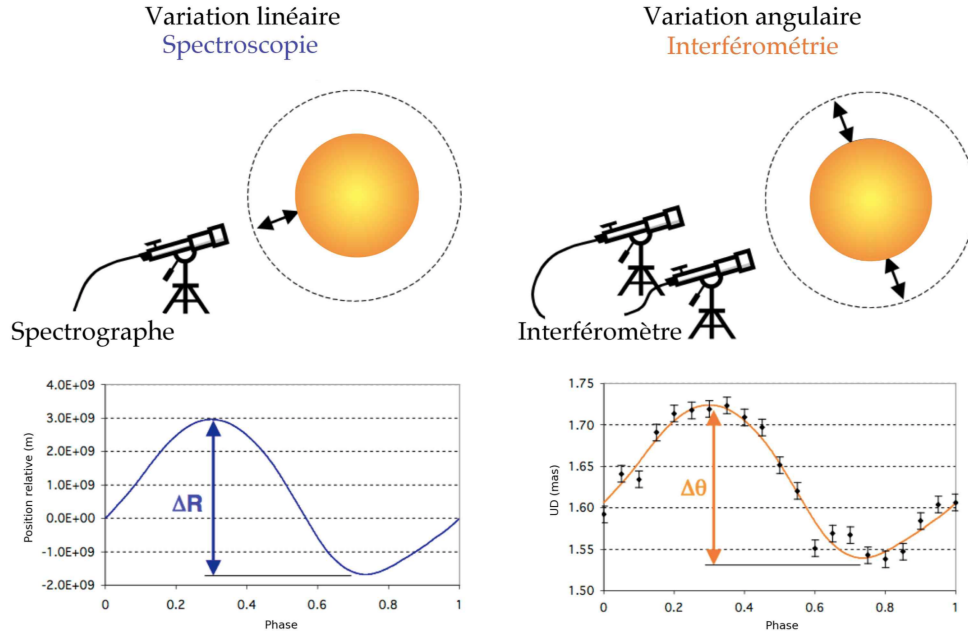 Variation linéaire
Spectroscopie
Variation angulaire
Interférométrie
Spectrographe
Interféromètre
4.0E+09
3.0E+09
2.0E+09
1.0E+09
0.0E+00
-1.0E+09
-2.0E+09
Position relative (m)
ΔR
0
0.2
0.4
0.6
0.8
1
Phase
1.75
1.70
1.65
1.60
1.55
1.50
UD (mas)
Δθ
0
0.2
0.4
0.6
0.8
1
Phase